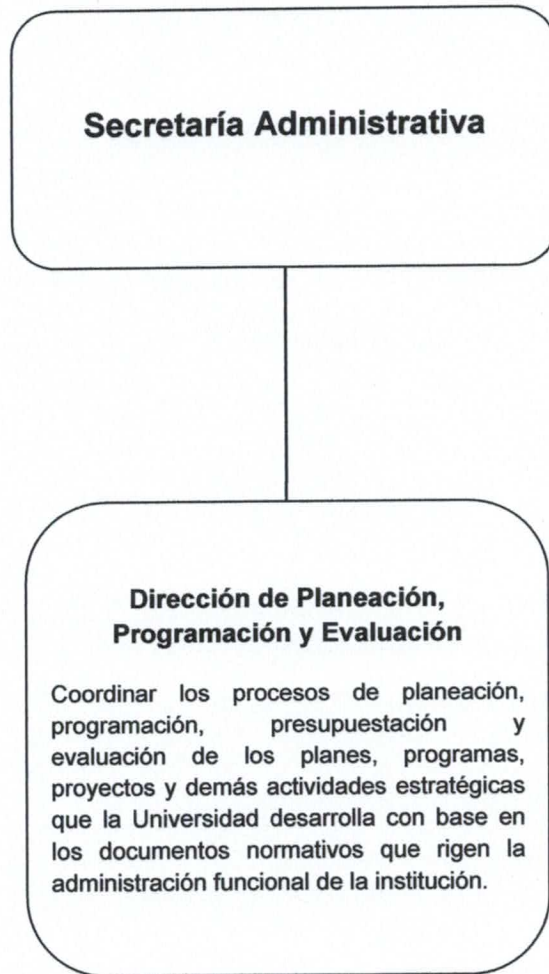 Secretaría Administrativa
Dirección de Planeación,
Programación y Evaluación
Coordinar los procesos de planeación,
programación, presupuestación y
evaluación de los planes, programas,
proyectos y demás actividades estratégicas
que la Universidad desarrolla con base en
los documentos normativos que rigen la
administración funcional de la institución.